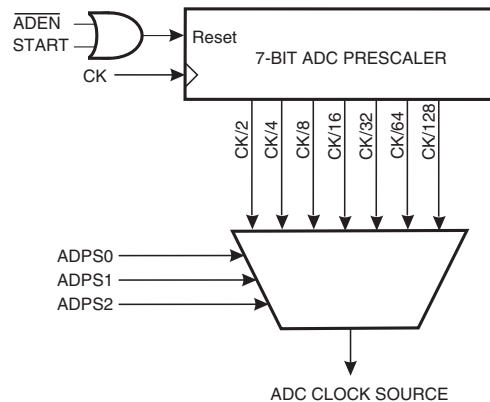 A̅D̅E̅N̅
START
Reset
7-BIT ADC PRESCALER
CK
CK/2
CK/4
CK/8
CK/16
CK/32
CK/64
CK/128
ADPS0
ADPS1
ADPS2
ADC CLOCK SOURCE